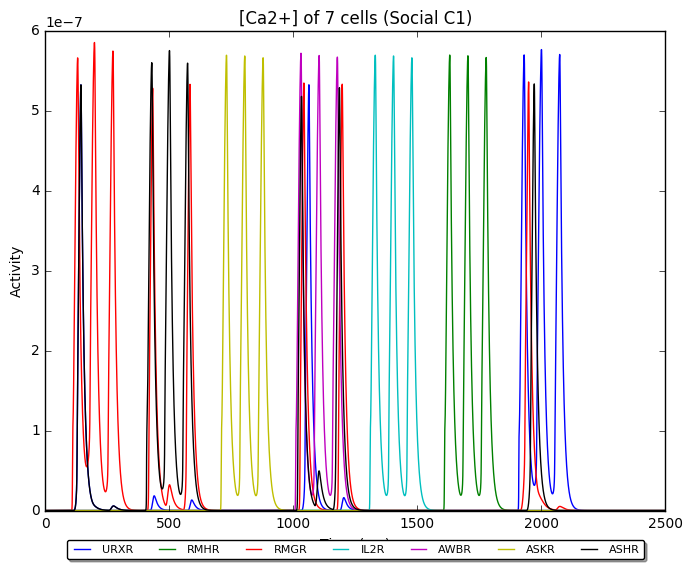 [Ca2+] of 7 cells (Social C1)
1e−7
6
5
4
3
2
1
0
Activity
0 500 1000 1500 2000 2500
URXR RMHR RMGR IL2R AWBR ASKR ASHR